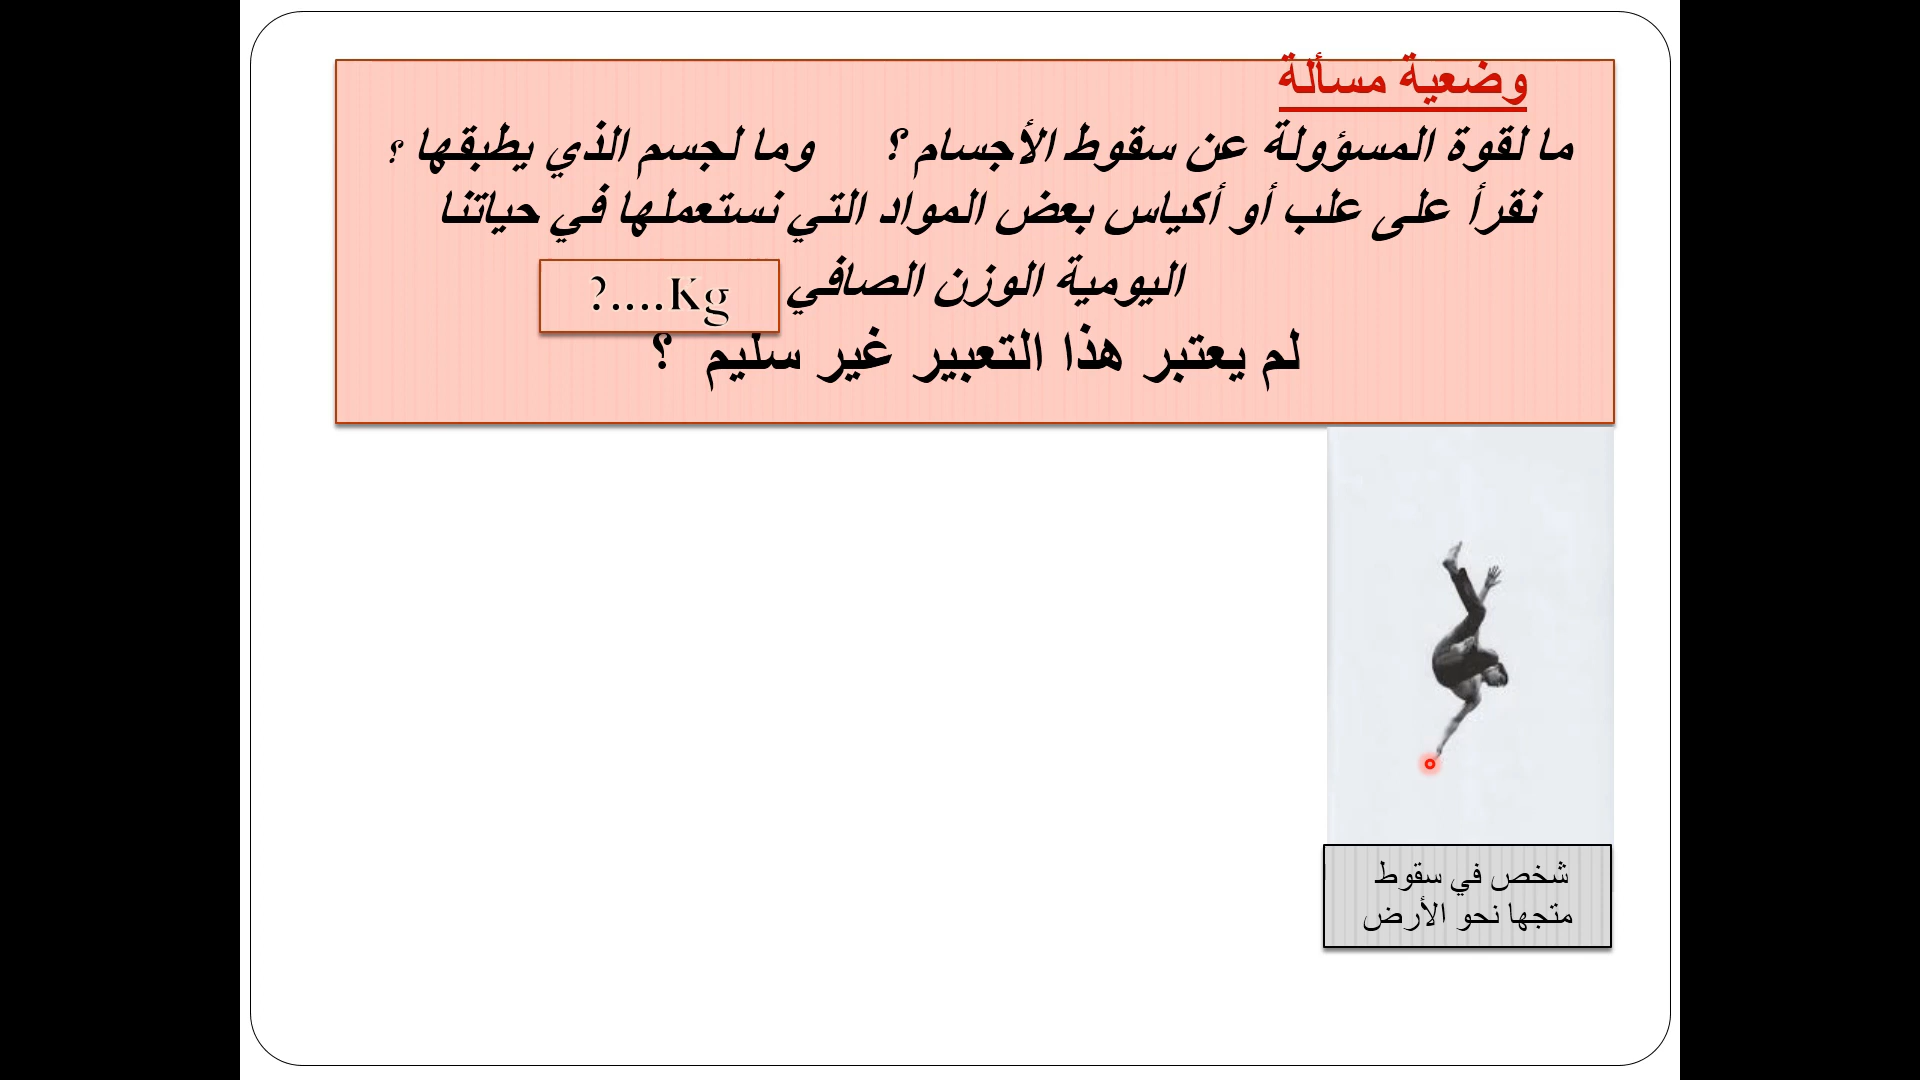 وضعية مسألة
ما لقوة المسؤولة عن سقوط الأجسام ؟ وما لجسم الذي يطبقها ؟
نقرأ على علب أو أكياس بعض المواد التي نستعملها في حياتنا
اليومية الوزن الصافي ?....Kg
لم يعتبر هذا التعبير غير سليم ؟
شخص في سقوط
متجها نحو الأرض